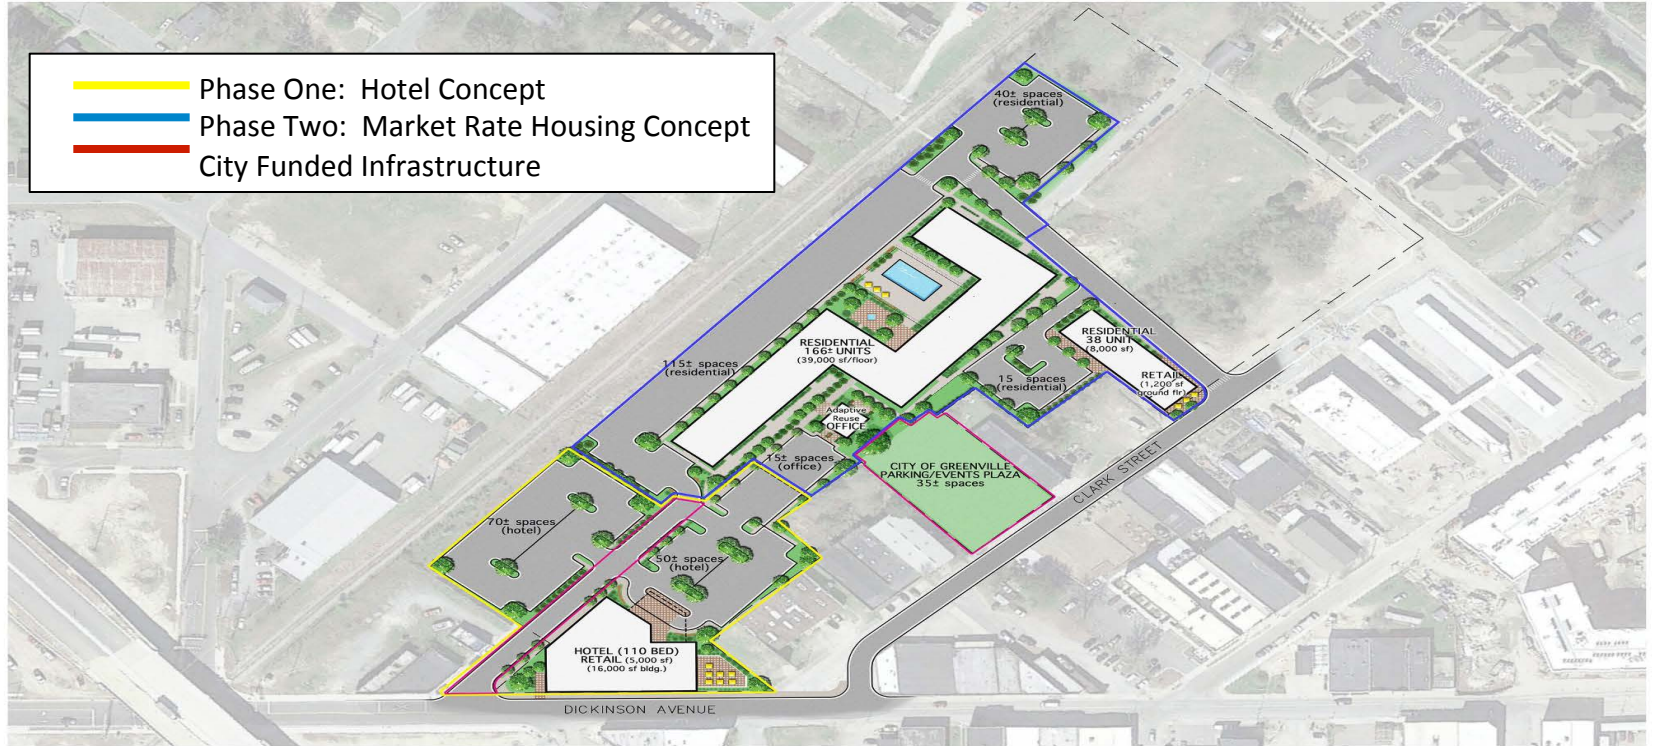 Phase One: Hotel Concept
Phase Two: Market Rate Housing Concept
City Funded Infrastructure
40± spaces
(residential)
RESIDENTIAL
166± UNITS
(39,000 sf/floor)
115± spaces
(residential)
RESIDENTIAL
38 UNIT
(8,000 sf)
RETAIL
(1,200 sf
ground flr)
15 spaces
(residential)
Adaptive
Reuse
OFFICE
15± spaces
(office)
CITY OF GREENVILLE
PARKING/EVENTS PLAZA
35± spaces
CLARK STREET
70± spaces
(hotel)
50± spaces
(hotel)
HOTEL (110 BED)
RETAIL (5,000 sf)
(16,000 sf bldg.)
DICKINSON AVENUE